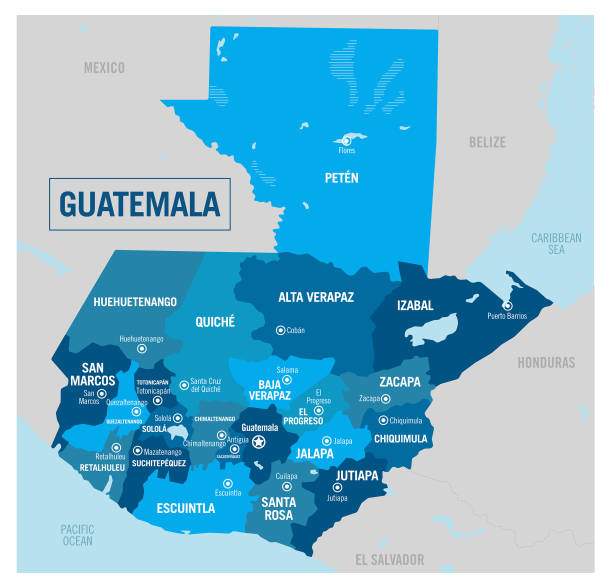 MEXICO
BELIZE
Flores
PETÉN
GUATEMALA
CARIBBEAN
SEA
HUEHUETENANGO
ALTA VERAPAZ
IZABAL
QUICHÉ
Puerto Barrios
Cobán
Huehuetenango
HONDURAS
SAN
MARCOS
Salama
TOTONICAPÁN
Totonicapán
Santa Cruz
del Quiché
BAJA
VERAPAZ
ZACAPA
San
Marcos
Quezaltenango
El
Progreso
Zacapa
QUEZALTENANGO
Sololá
SOLOLÁ
CHIMALTENANGO
EL
PROGRESO
Chiquimula
Guatemala
CHIQUIMULA
Chimaltenango
Antigua
Jalapa
Retalhuleu
Mazatenango
SACATEPÉQUEZ
JALAPA
RETALHULEU
SUCHITEPÉQUEZ
Cuilapa
JUTIAPA
Escuintla
Jutiapa
ESCUINTLA
SANTA
ROSA
PACIFIC
OCEAN
EL SALVADOR